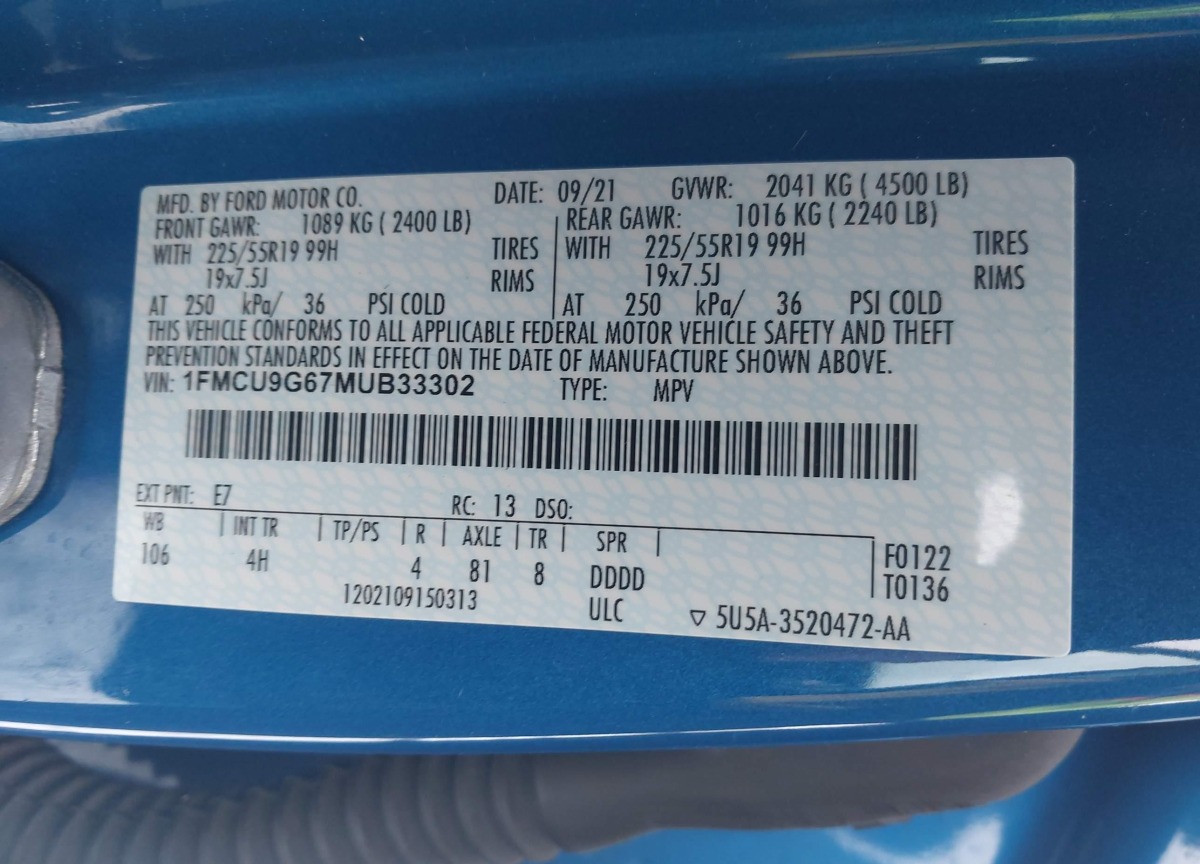 MFD. BY FORD MOTOR CO. DATE: 09/21 GVWR: 2041 KG ( 4500 LB)
FRONT GAWR: 1089 KG ( 2400 LB) REAR GAWR: 1016 KG ( 2240 LB)
WITH 225/55R19 99H TIRES WITH 225/55R19 99H TIRES
19x7.5J RIMS 19x7.5J RIMS
AT 250 kPa/ 36 PSI COLD AT 250 kPa/ 36 PSI COLD
THIS VEHICLE CONFORMS TO ALL APPLICABLE FEDERAL MOTOR VEHICLE SAFETY AND THEFT
PREVENTION STANDARDS IN EFFECT ON THE DATE OF MANUFACTURE SHOWN ABOVE.
VIN: 1FMCU9G67MUB33302 TYPE: MPV
EXT PNT: E7 RC: 13 DSO:
WB INT TR TP/PS R AXLE TR SPR F0122
106 4H 4 81 8 DDDD T0136
1202109150313 ULC ▽ 5U5A-3520472-AA